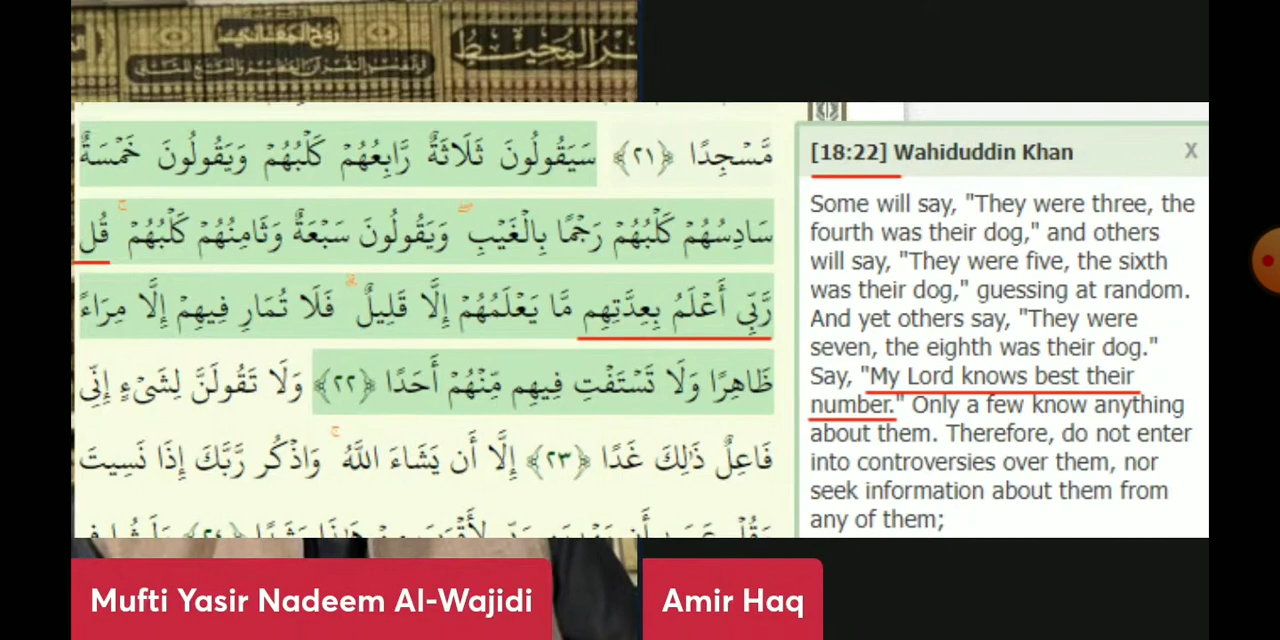 روح المعاني
مَّسْجِدًا ﴿٢١﴾ سَيَقُولُونَ ثَلَاثَةٌ رَّابِعُهُمْ كَلْبُهُمْ وَيَقُولُونَ خَمْسَةٌ
سَادِسُهُمْ كَلْبُهُمْ رَجْمًا بِالْغَيْبِ ۖ وَيَقُولُونَ سَبْعَةٌ وَثَامِنُهُمْ كَلْبُهُمْ ۚ قُل
رَّبِّي أَعْلَمُ بِعِدَّتِهِم مَّا يَعْلَمُهُمْ إِلَّا قَلِيلٌ ۗ فَلَا تُمَارِ فِيهِمْ إِلَّا مِرَاءً
ظَاهِرًا وَلَا تَسْتَفْتِ فِيهِم مِّنْهُمْ أَحَدًا ﴿٢٢﴾ وَلَا تَقُولَنَّ لِشَيْءٍ إِنِّي
فَاعِلٌ ذَٰلِكَ غَدًا ﴿٢٣﴾ إِلَّا أَن يَشَاءَ اللَّهُ ۚ وَاذْكُر رَّبَّكَ إِذَا نَسِيتَ
[18:22] Wahiduddin Khan X
Some will say, "They were three, the
fourth was their dog," and others
will say, "They were five, the sixth
was their dog," guessing at random.
And yet others say, "They were
seven, the eighth was their dog."
Say, "My Lord knows best their
number." Only a few know anything
about them. Therefore, do not enter
into controversies over them, nor
seek information about them from
any of them;
Mufti Yasir Nadeem Al-Wajidi
Amir Haq